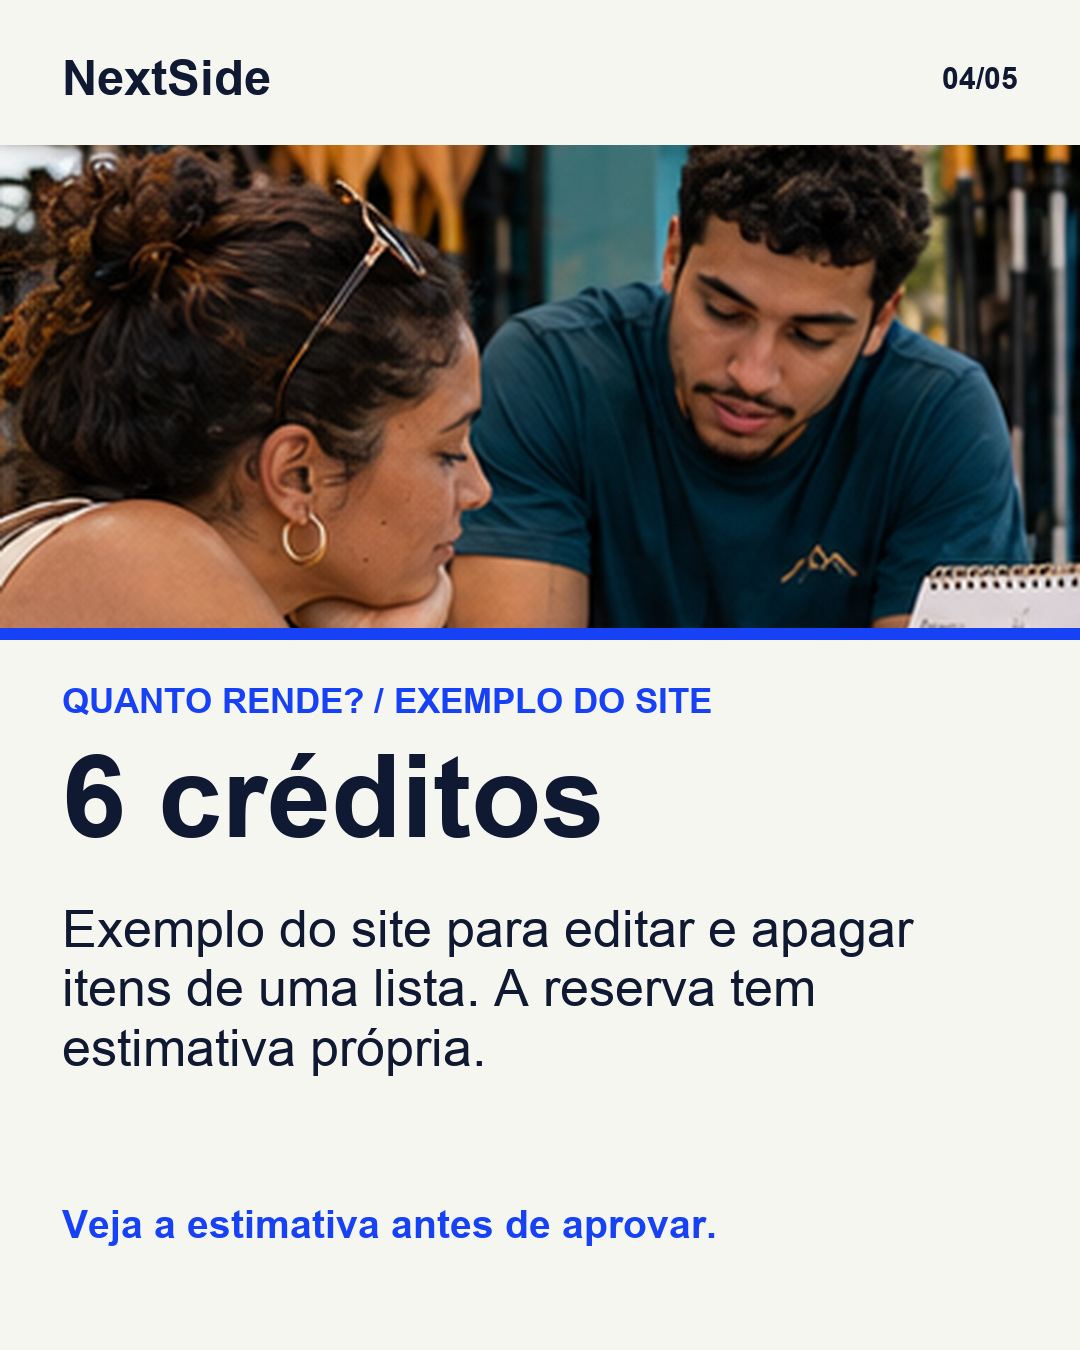 NextSide
04/05
QUANTO RENDE? / EXEMPLO DO SITE
6 créditos
Exemplo do site para editar e apagar
itens de uma lista. A reserva tem
estimativa própria.
Veja a estimativa antes de aprovar.